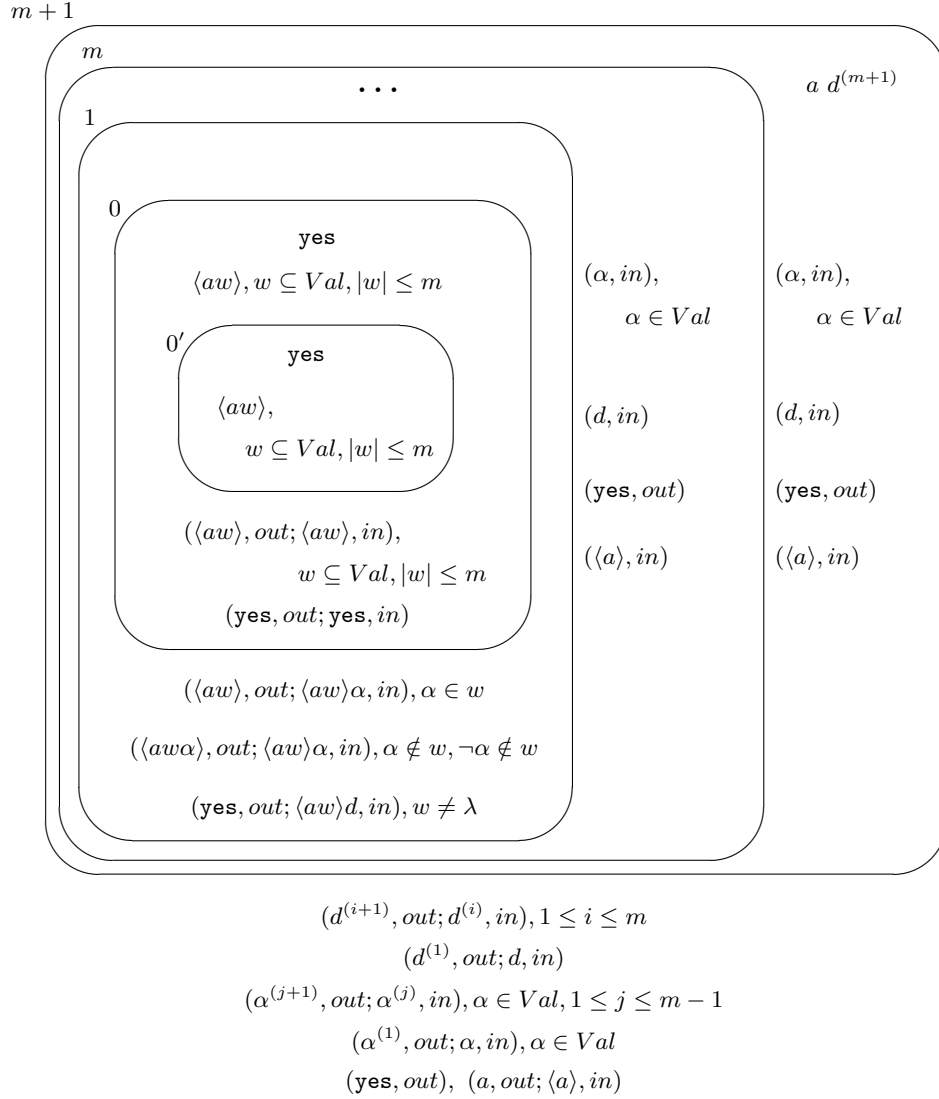 m + 1
m
a d^{(m+1)}
• • •
1
0
yes
⟨aw⟩, w ⊆ Val, |w| ≤ m
(α, in),
(α, in),
α ∈ Val
α ∈ Val
0′
yes
⟨aw⟩,
w ⊆ Val, |w| ≤ m
(d, in)
(d, in)
(yes, out)
(yes, out)
(⟨aw⟩, out; ⟨aw⟩, in),
w ⊆ Val, |w| ≤ m
(⟨a⟩, in)
(⟨a⟩, in)
(yes, out; yes, in)
(⟨aw⟩, out; ⟨aw⟩α, in), α ∈ w
(⟨awα⟩, out; ⟨aw⟩α, in), α ∉ w, ¬α ∉ w
(yes, out; ⟨aw⟩d, in), w ≠ λ
(d^{(i+1)}, out; d^{(i)}, in), 1 ≤ i ≤ m
(d^{(1)}, out; d, in)
(α^{(j+1)}, out; α^{(j)}, in), α ∈ Val, 1 ≤ j ≤ m − 1
(α^{(1)}, out; α, in), α ∈ Val
(yes, out), (a, out; ⟨a⟩, in)